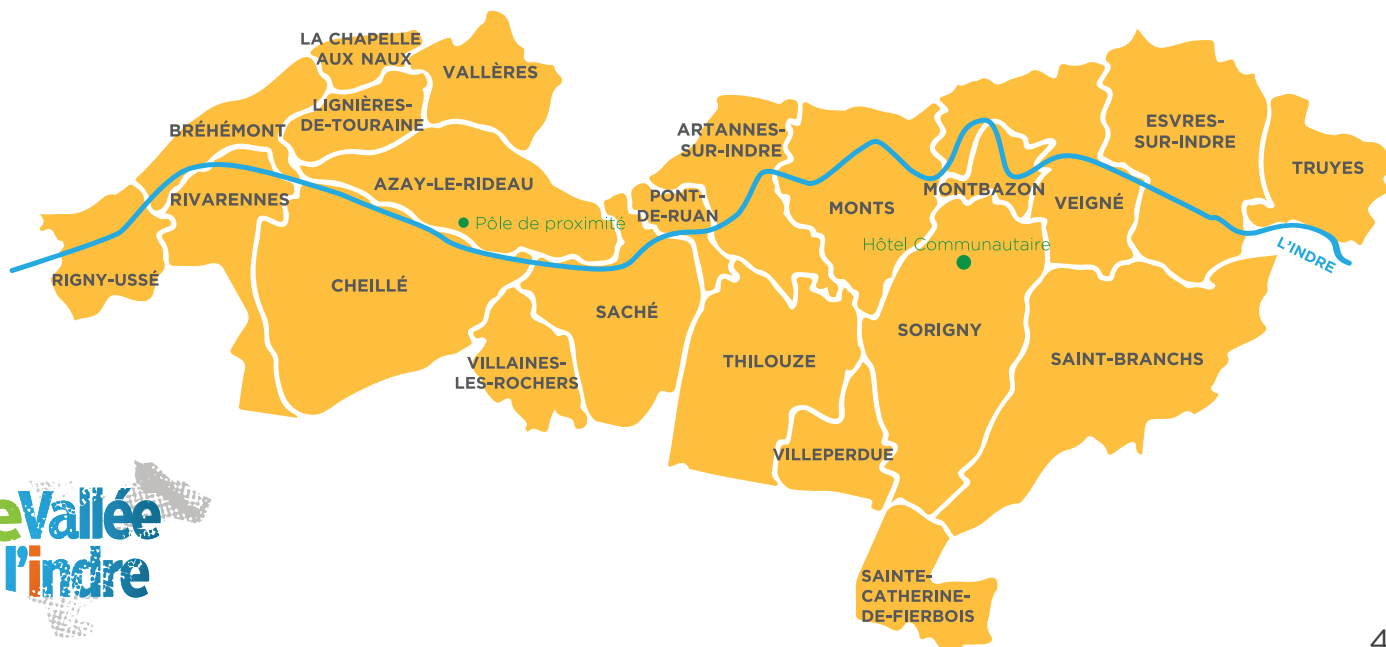 LA CHAPELLE
AUX NAUX
VALLÈRES
LIGNIÈRES-
DE-TOURAINE
BRÉHÉMONT
AZAY-LE-RIDEAU
RIVARENNES
Pôle de proximité
RIGNY-USSÉ
CHEILLÉ
VILLAINES-
LES-ROCHERS
SACHÉ
PONT-
DE-RUAN
ARTANNES-
SUR-INDRE
MONTS
MONTBAZON
VEIGNÉ
ESVRES-
SUR-INDRE
TRUYES
L'INDRE
Hôtel Communautaire
SORIGNY
THILOUZE
SAINT-BRANCHS
VILLEPERDUE
SAINTE-
CATHERINE-
DE-FIERBOIS
eVallée
l'indre
4